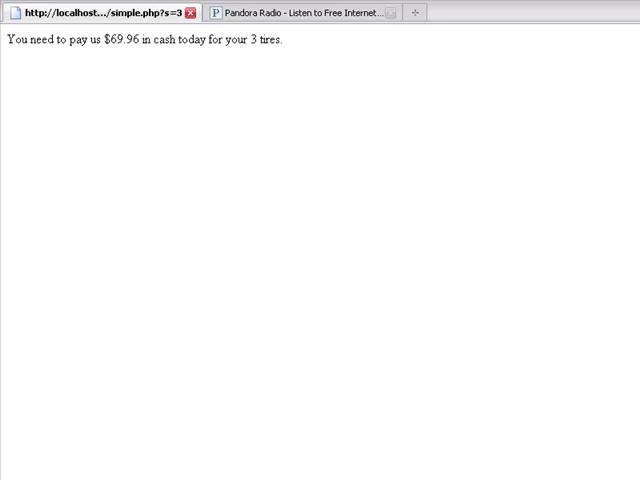 http://localhost.../simple.php?s=3
Pandora Radio - Listen to Free Internet...
You need to pay us $69.96 in cash today for your 3 tires.